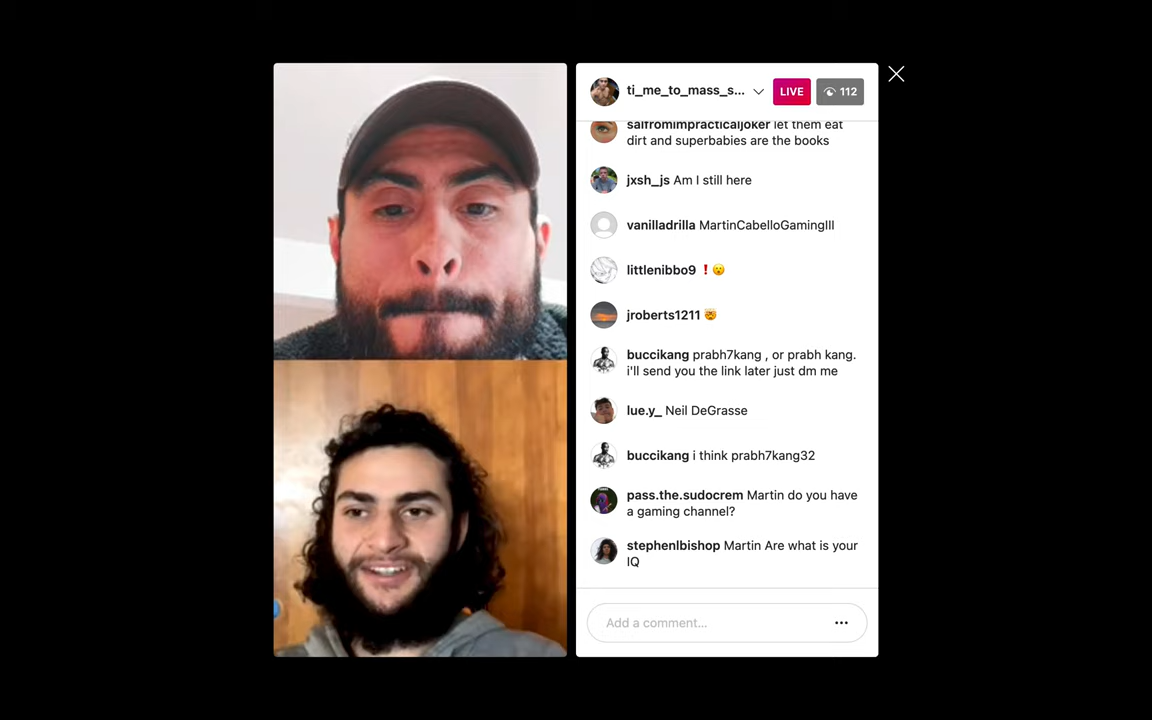 ti_me_to_mass_s...
LIVE
112
salfromimpracticaljoker let them eat
dirt and superbabies are the books
jxsh_js Am I still here
vanilladrilla MartinCabelloGamingIII
littlenibbo9 ❗😮
jroberts1211 🤯
buccikang prabh7kang , or prabh kang.
i'll send you the link later just dm me
lue.y_ Neil DeGrasse
buccikang i think prabh7kang32
pass.the.sudocrem Martin do you have
a gaming channel?
stephenlbishop Martin Are what is your
IQ
Add a comment...